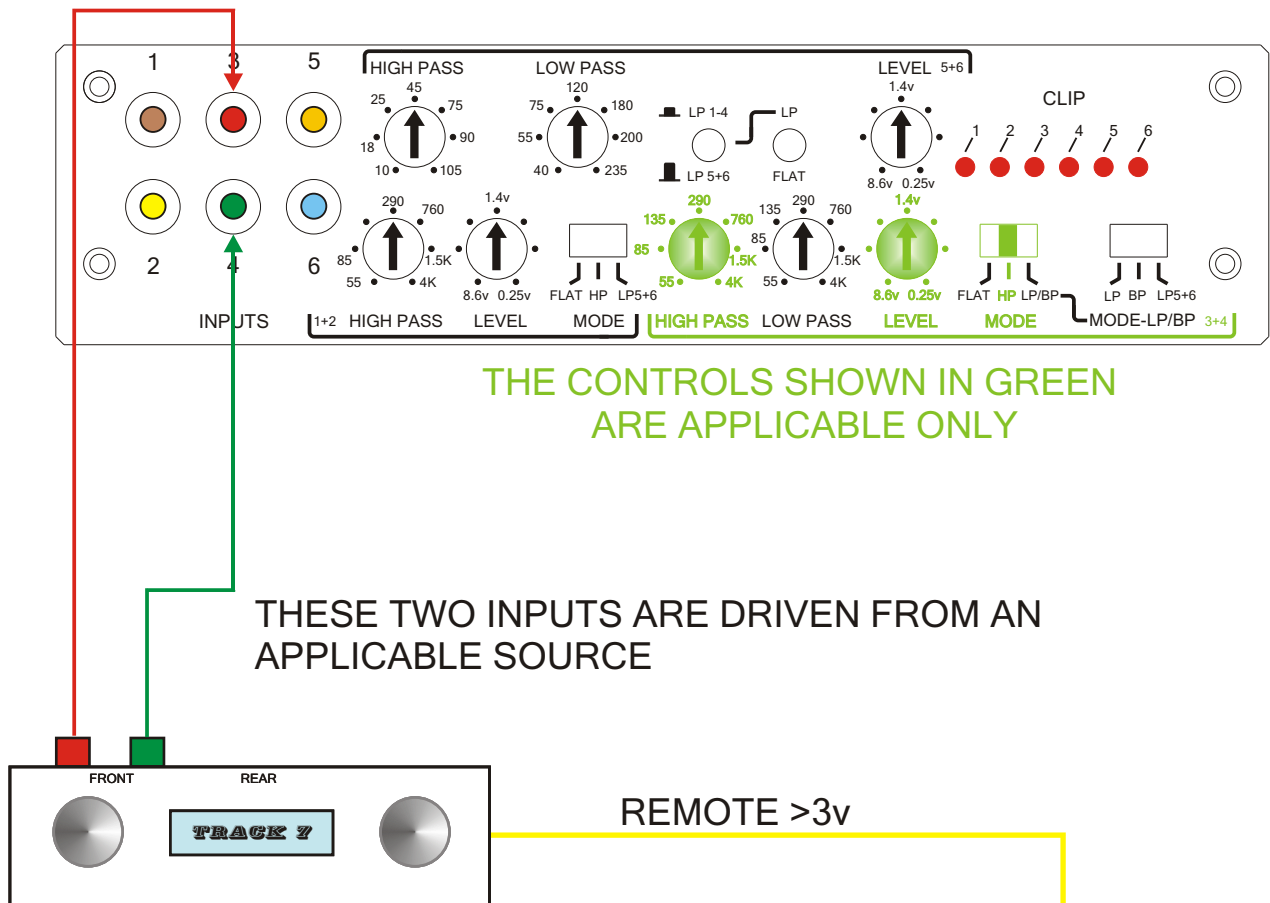 1 3 5
HIGH PASS
LOW PASS
LEVEL 5+6
CLIP
25 45 75
18 90
10 105
75 120 180
55 200
40 235
LP 1-4
LP
LP 5+6
FLAT
1.4v
8.6v 0.25v
1 2 3 4 5 6
2 4 6
INPUTS
290 760
85 1.5K
55 4K
1.4v
8.6v 0.25v
FLAT HP LP5+6
1+2 HIGH PASS LEVEL MODE
290
135 760
85 1.5K
55 4K
135 290 760
85 1.5K
55 4K
1.4v
8.6v 0.25v
FLAT HP LP/BP
LP BP LP5+6
HIGH PASS LOW PASS LEVEL MODE MODE-LP/BP 3+4
THE CONTROLS SHOWN IN GREEN
ARE APPLICABLE ONLY
THESE TWO INPUTS ARE DRIVEN FROM AN
APPLICABLE SOURCE
FRONT REAR
TRACK 7
REMOTE >3v